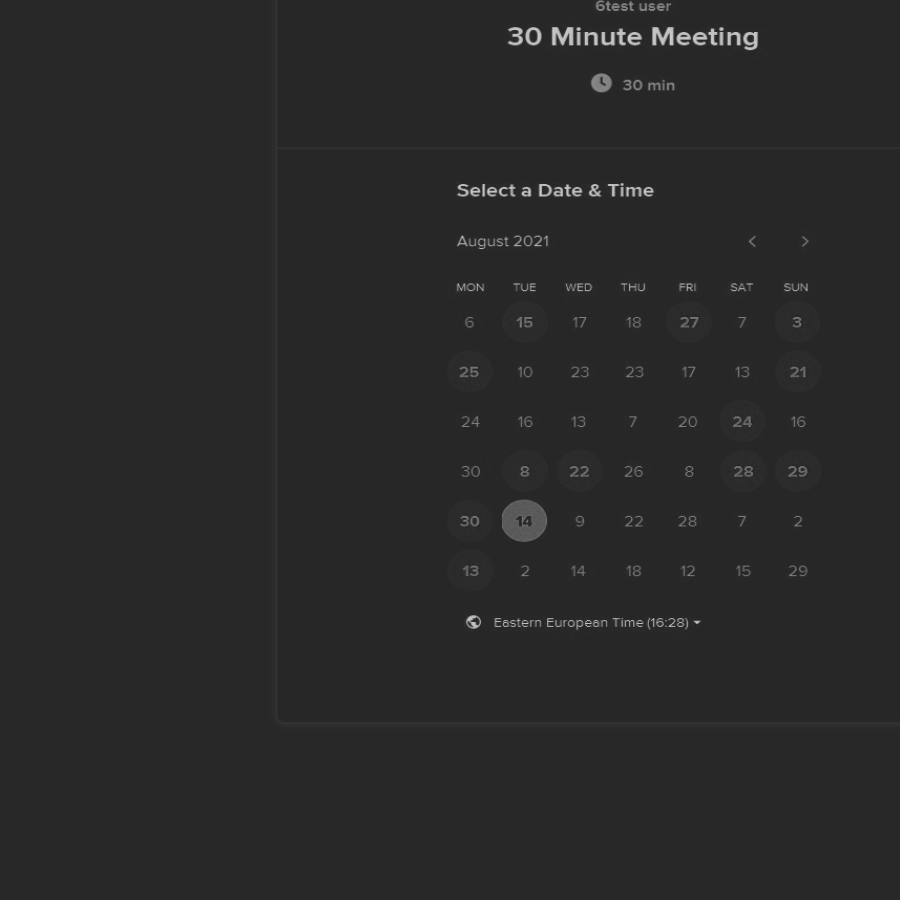 6test user
30 Minute Meeting
30 min
Select a Date & Time
August 2021
MON TUE WED THU FRI SAT SUN
6 15 17 18 27 7 3
25 10 23 23 17 13 21
24 16 13 7 20 24 16
30 8 22 26 8 28 29
30 14 9 22 28 7 2
13 2 14 18 12 15 29
Eastern European Time (16:28)